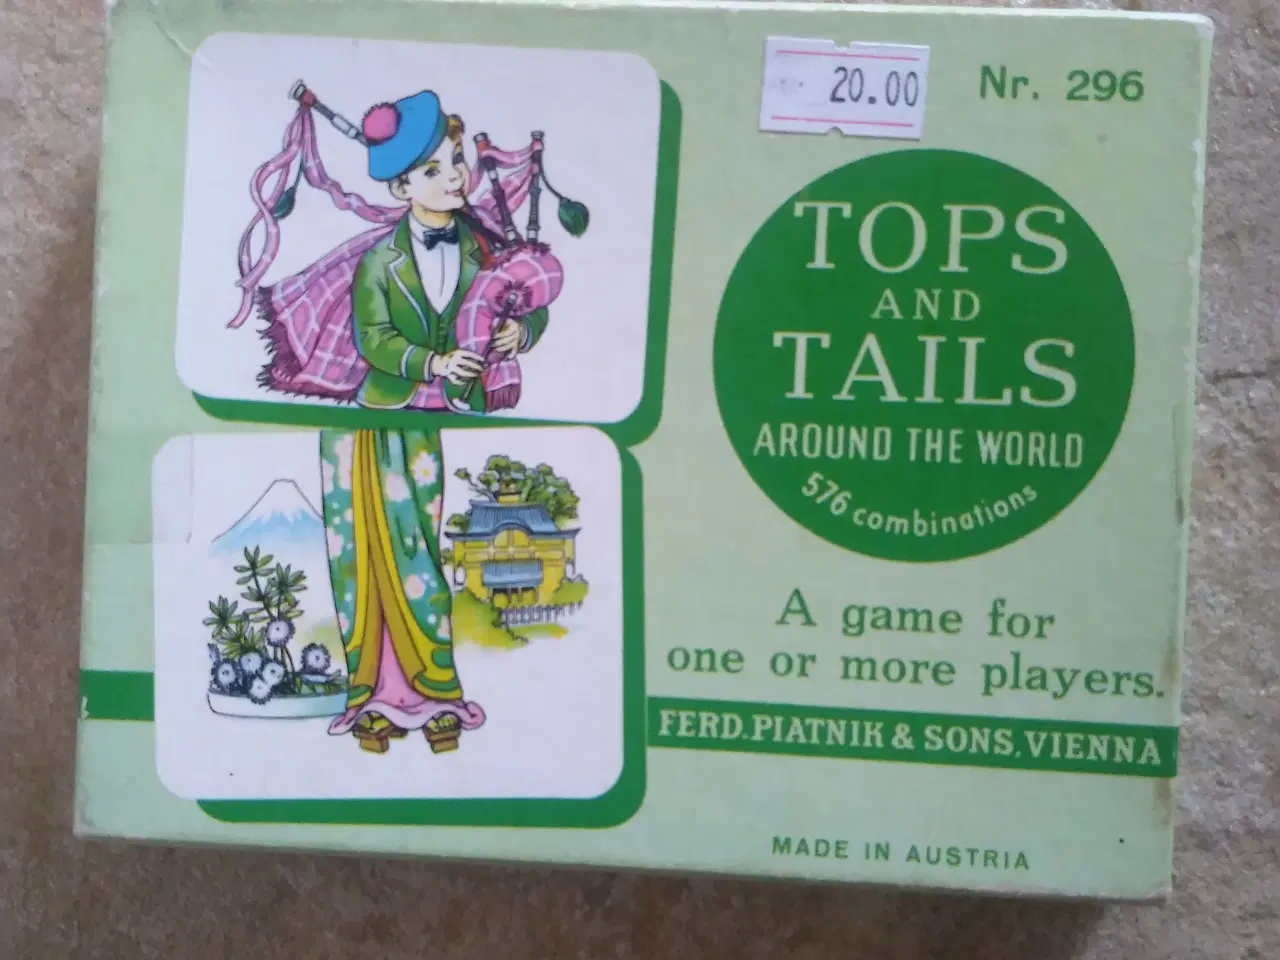 20.00
Nr. 296
TOPS
AND
TAILS
AROUND THE WORLD
576 combinations
A game for
one or more players.
FERD. PIATNIK & SONS, VIENNA
MADE IN AUSTRIA